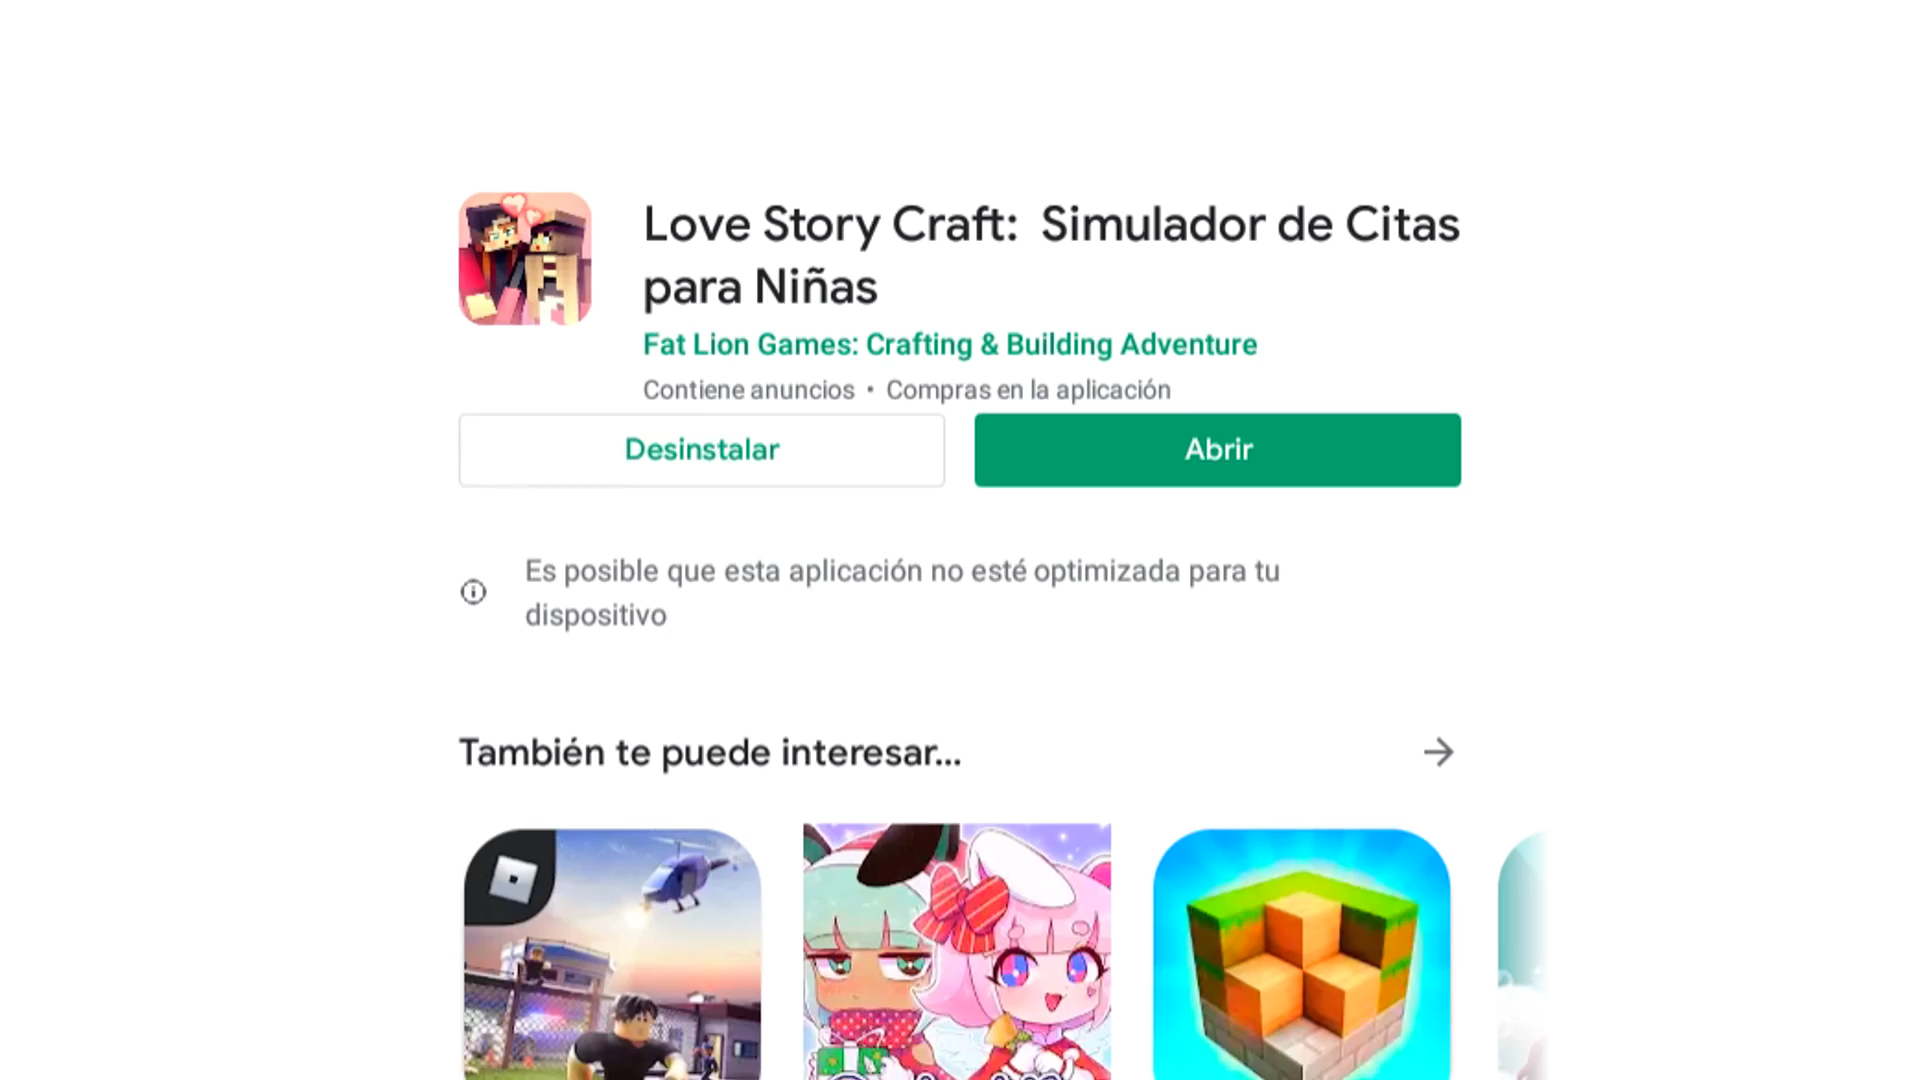 Love Story Craft:  Simulador de Citas
para Niñas
Fat Lion Games: Crafting & Building Adventure
Contiene anuncios • Compras en la aplicación
Desinstalar
Abrir
Es posible que esta aplicación no esté optimizada para tu
dispositivo
También te puede interesar...